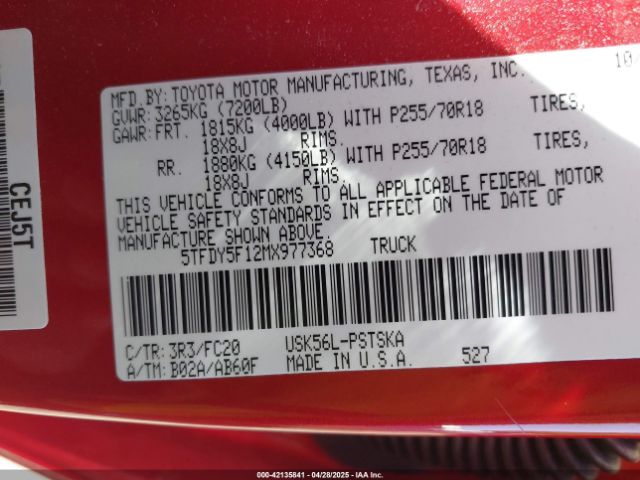 MFD.BY: TOYOTA MOTOR MANUFACTURING, TEXAS, INC. 10/
GVWR: 3265KG (7200LB)
GAWR: FRT. 1815KG (4000LB) WITH P255/70R18 TIRES,
18X8J RIMS.
RR. 1880KG (4150LB) WITH P255/70R18 TIRES,
18X8J RIMS.
THIS VEHICLE CONFORMS TO ALL APPLICABLE FEDERAL MOTOR
VEHICLE SAFETY STANDARDS IN EFFECT ON THE DATE OF
MANUFACTURE SHOWN ABOVE.
5TFDY5F12MX977368 TRUCK
C/TR: 3R3/FC20 USK56L-PSTSKA
A/TM: B02A/AB60F MADE IN U.S.A. 527
CEJ5T
000-42135841 | 04/28/2025 | IAA Inc.